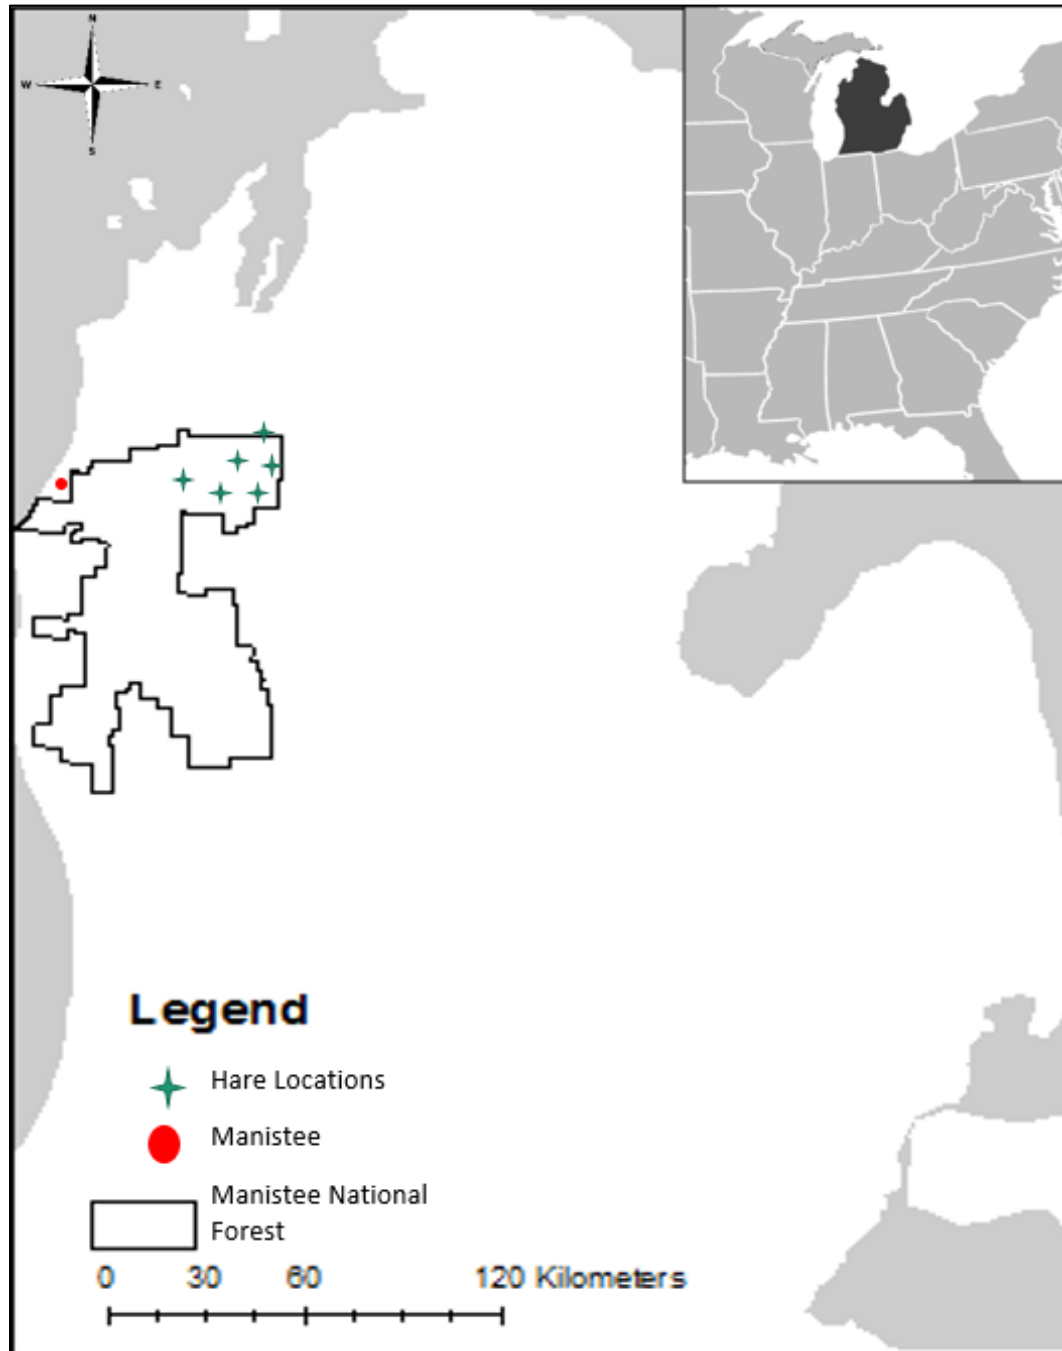 N
W E
S
Legend
Hare Locations
Manistee
Manistee National
Forest
0 30 60 120 Kilometers